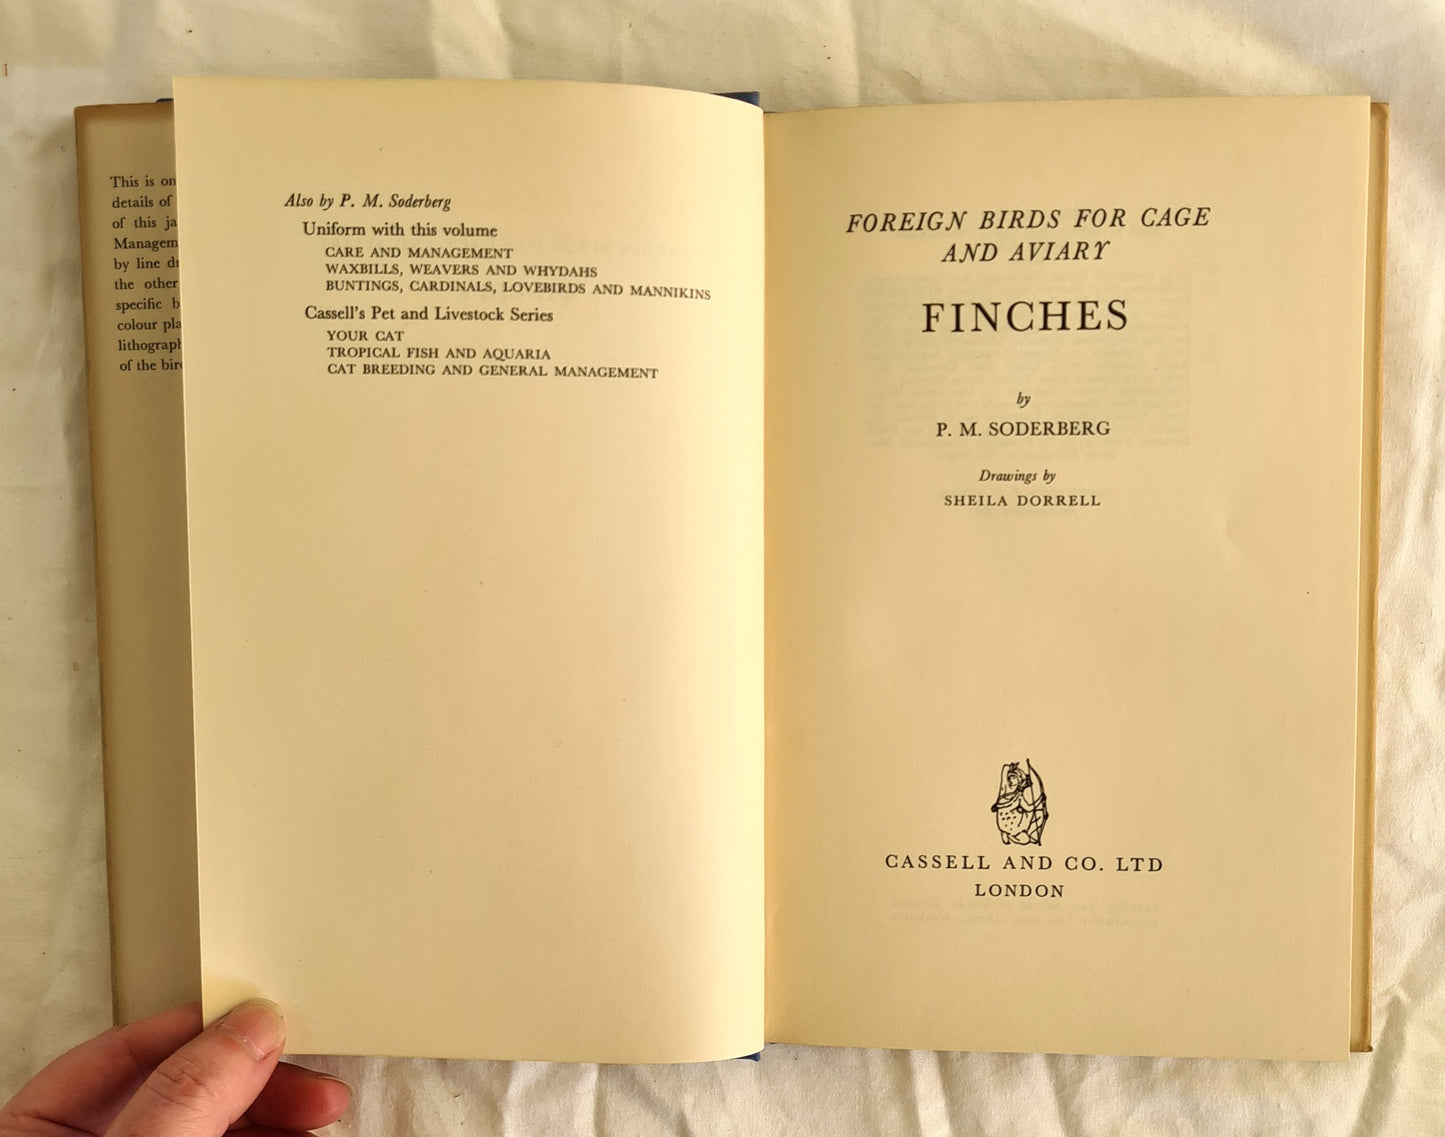 This is on
details of
of this ja
Managem
by line dr
the other
specific b
colour pla
lithograph
of the bird
Also by P. M. Soderberg
Uniform with this volume
CARE AND MANAGEMENT
WAXBILLS, WEAVERS AND WHYDAHS
BUNTINGS, CARDINALS, LOVEBIRDS AND MANNIKINS
Cassell's Pet and Livestock Series
YOUR CAT
TROPICAL FISH AND AQUARIA
CAT BREEDING AND GENERAL MANAGEMENT
FOREIGN BIRDS FOR CAGE
AND AVIARY
FINCHES
by
P. M. SODERBERG
Drawings by
SHEILA DORRELL
CASSELL AND CO. LTD
LONDON